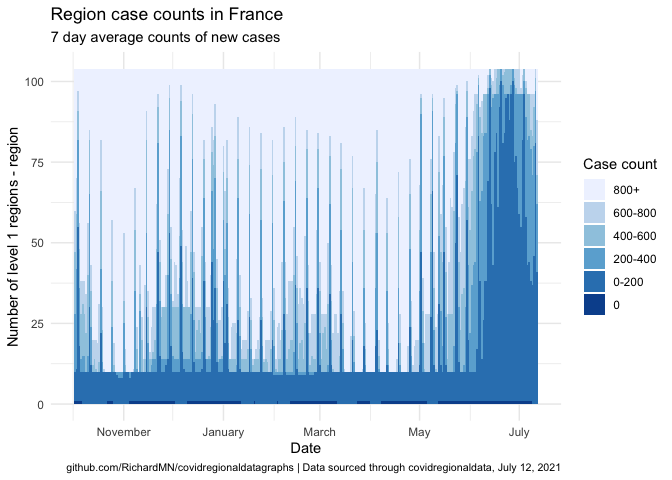 Region case counts in France
7 day average counts of new cases
Number of level 1 regions - region
100
75
50
25
0
November
January
March
May
July
Date
Case count
800+
600-800
400-600
200-400
0-200
0
github.com/RichardMN/covidregionaldatagraphs | Data sourced through covidregionaldata, July 12, 2021